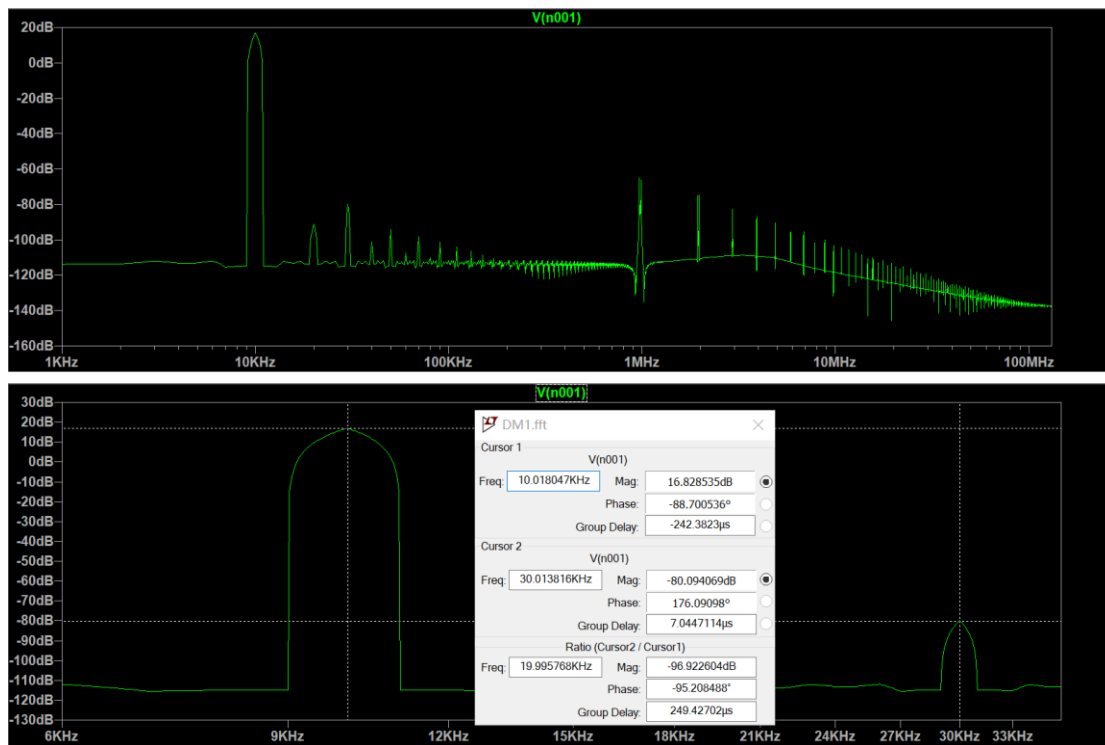 V(n001)
20dB
0dB
-20dB
-40dB
-60dB
-80dB
-100dB
-120dB
-140dB
-160dB
1KHz 10KHz 100KHz 1MHz 10MHz 100MHz
V(n001)
30dB
20dB
10dB
0dB
-10dB
-20dB
-30dB
-40dB
-50dB
-60dB
-70dB
-80dB
-90dB
-100dB
-110dB
-120dB
-130dB
6KHz 9KHz 12KHz 15KHz 18KHz 21KHz 24KHz 27KHz 30KHz 33KHz
DM1.fft
Cursor 1
V(n001)
Freq: 10.018047KHz Mag: 16.828535dB
Phase: -88.700536°
Group Delay: -242.3823µs
Cursor 2
V(n001)
Freq: 30.013816KHz Mag: -80.094069dB
Phase: 176.09098°
Group Delay: 7.0447114µs
Ratio (Cursor2 / Cursor1)
Freq: 19.995768KHz Mag: -96.922604dB
Phase: -95.208488°
Group Delay: 249.42702µs